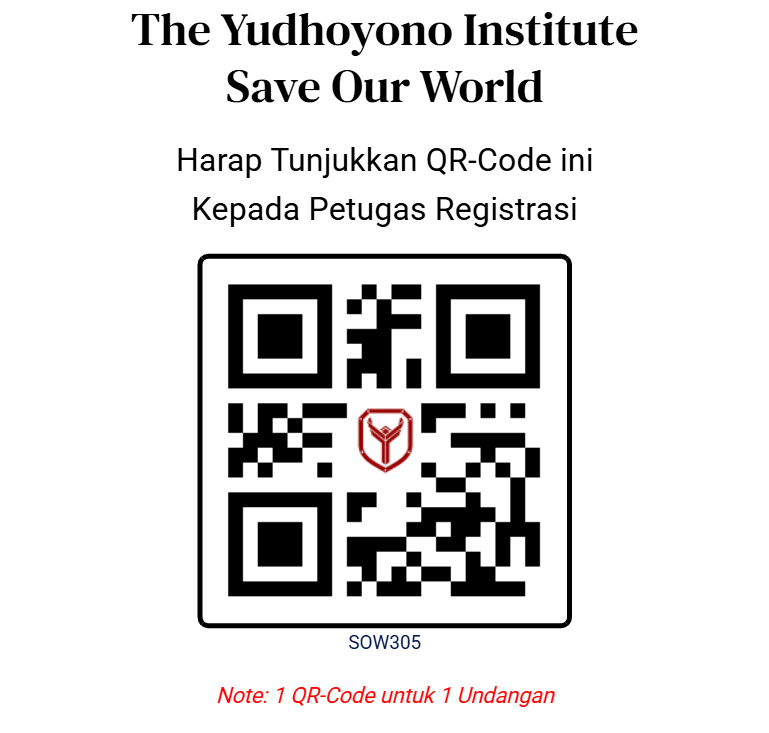 The Yudhoyono Institute
Save Our World
Harap Tunjukkan QR-Code ini
Kepada Petugas Registrasi
SOW305
Note: 1 QR-Code untuk 1 Undangan